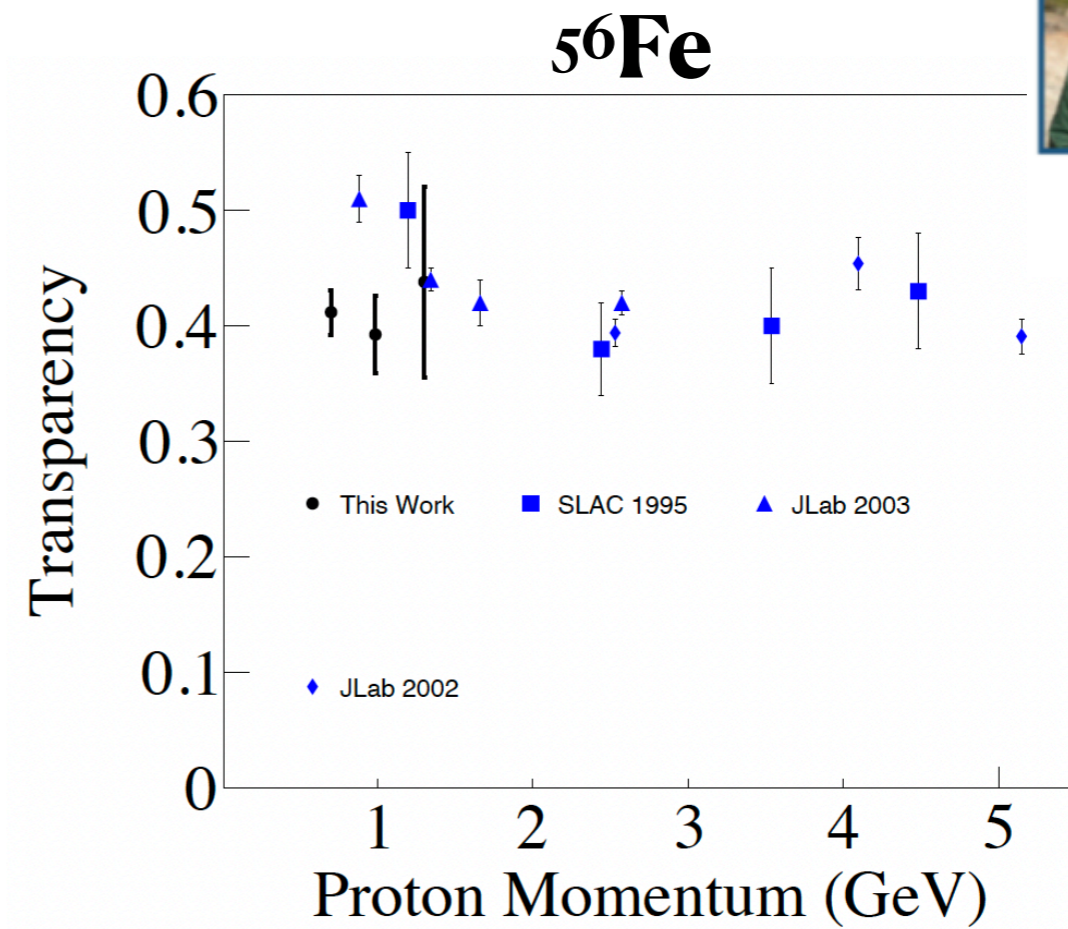 56Fe
0.6
0.5
0.4
0.3
0.2
0.1
0
Transparency
This Work SLAC 1995 JLab 2003
JLab 2002
1 2 3 4 5
Proton Momentum (GeV)